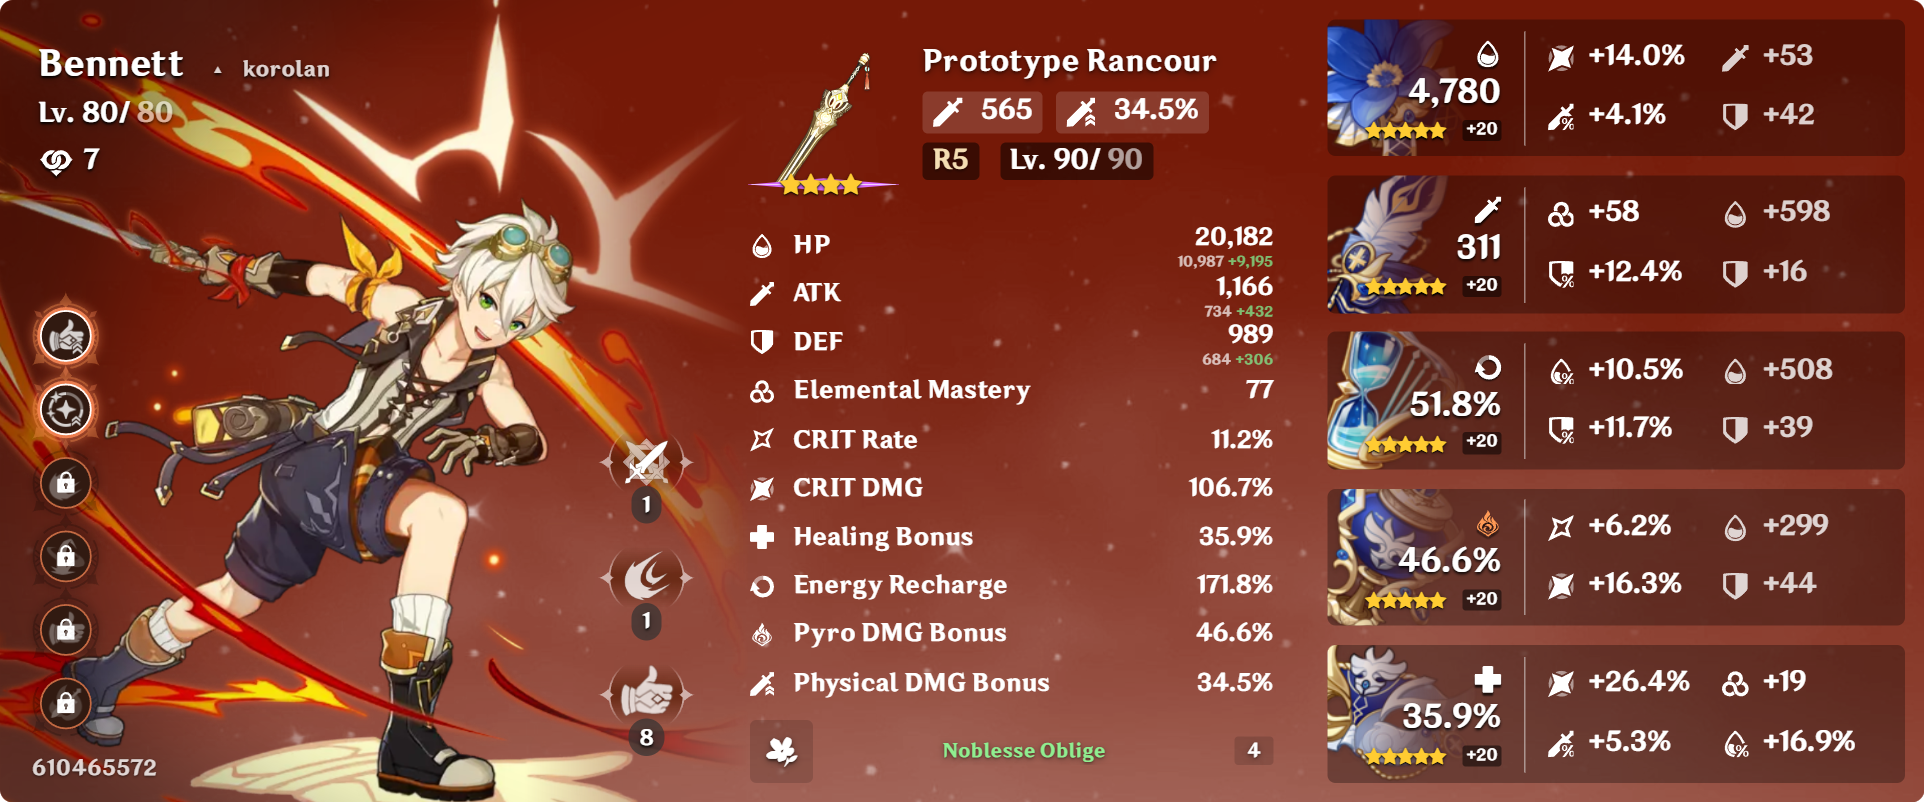 Bennett ▲ korolan
Lv. 80/ 80
7
1
1
8
610465572
Prototype Rancour
565 34.5%
R5 Lv. 90/ 90
HP 20,182
10,987 +9,195
ATK 1,166
734 +432
DEF 989
684 +306
Elemental Mastery 77
CRIT Rate 11.2%
CRIT DMG 106.7%
Healing Bonus 35.9%
Energy Recharge 171.8%
Pyro DMG Bonus 46.6%
Physical DMG Bonus 34.5%
Noblesse Oblige 4
4,780
+20
+14.0% +53
+4.1% +42
311
+20
+58 +598
+12.4% +16
51.8%
+20
+10.5% +508
+11.7% +39
46.6%
+20
+6.2% +299
+16.3% +44
35.9%
+20
+26.4% +19
+5.3% +16.9%